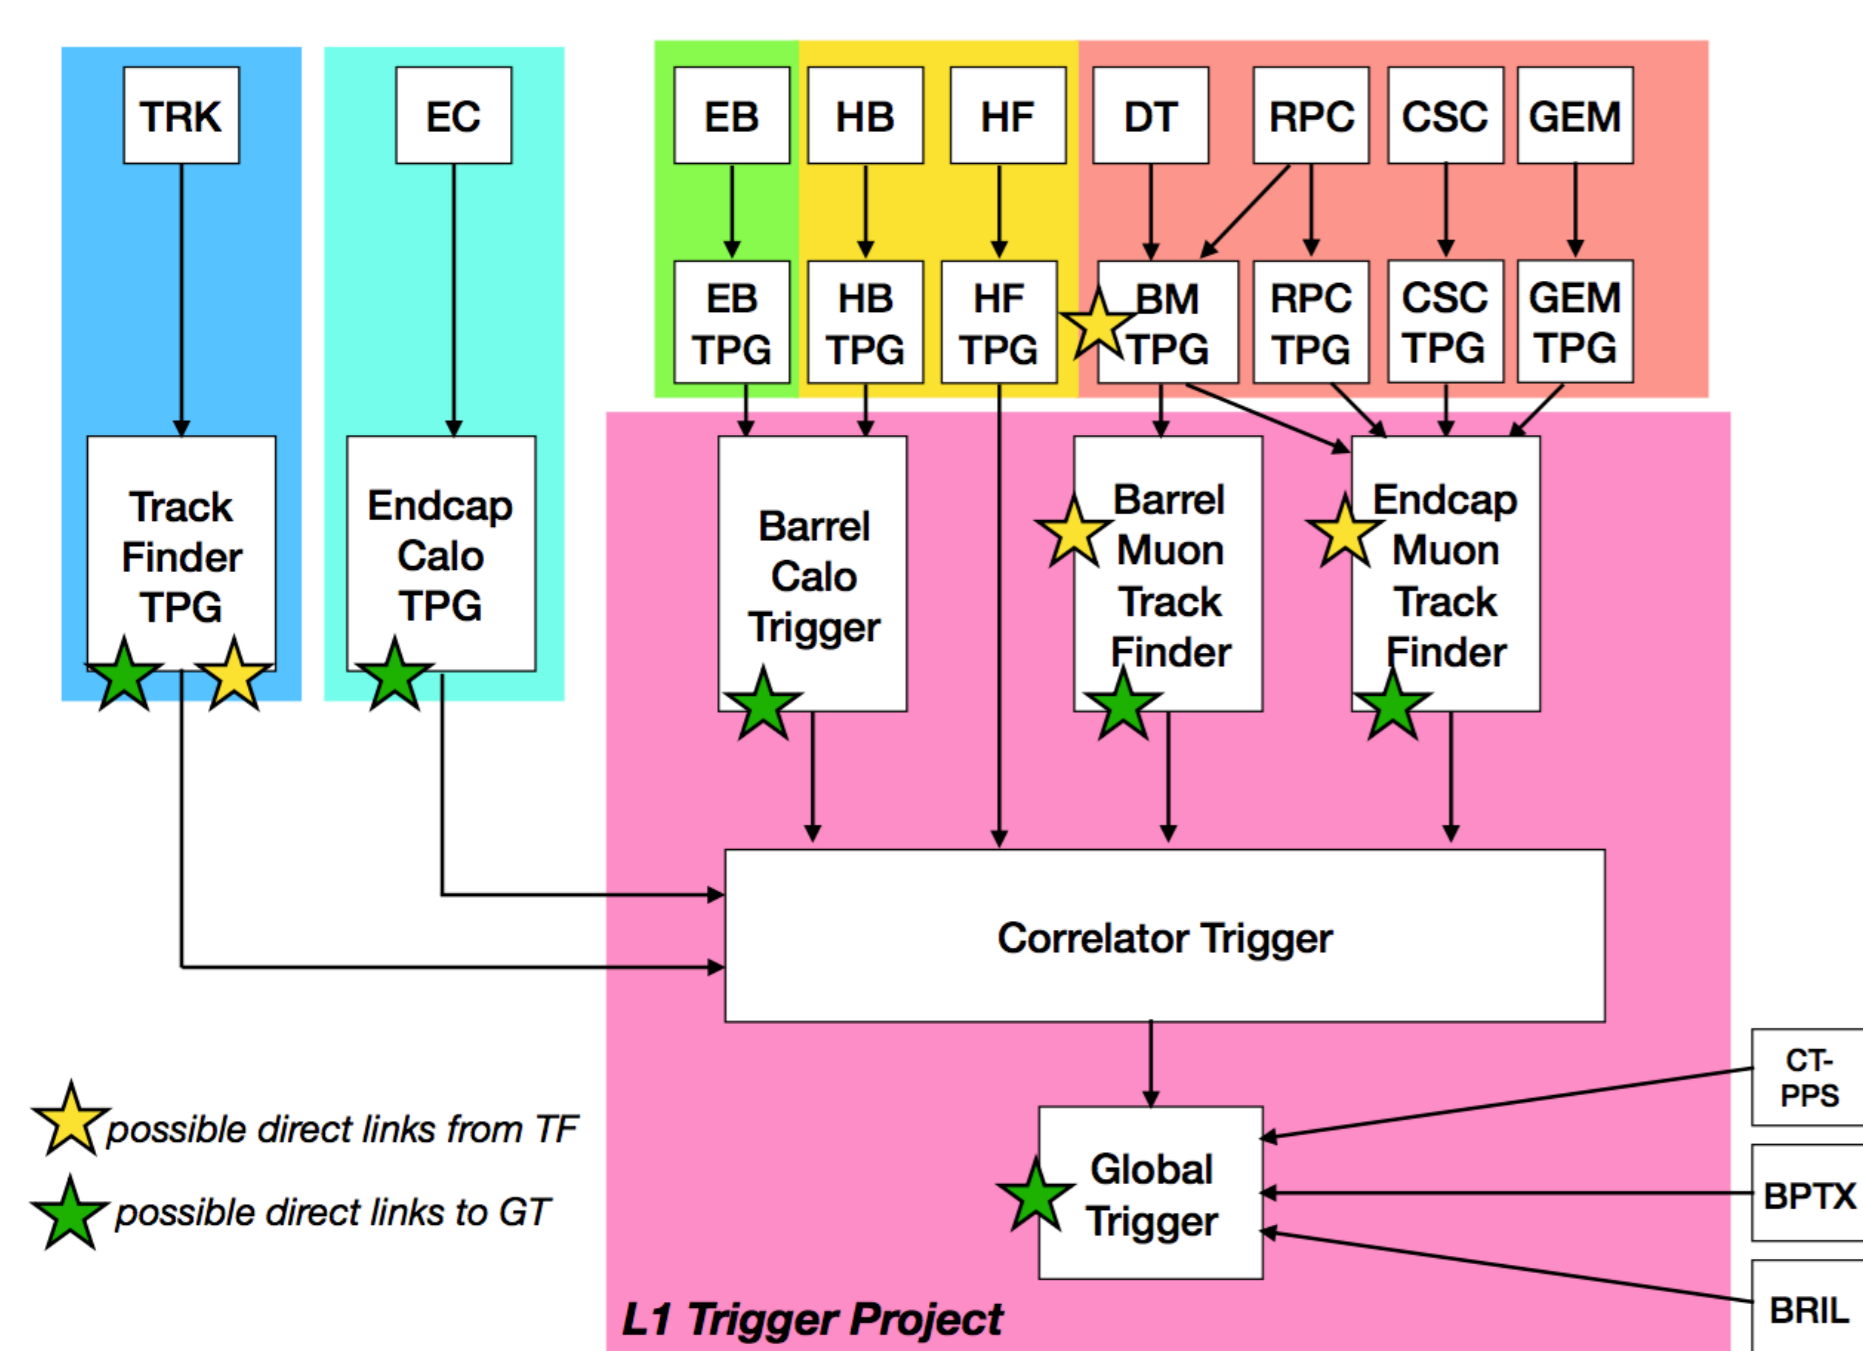 TRK
EC
EB
HB
HF
DT
RPC
CSC
GEM
EB
TPG
HB
TPG
HF
TPG
BM
TPG
RPC
TPG
CSC
TPG
GEM
TPG
Track
Finder
TPG
Endcap
Calo
TPG
Barrel
Calo
Trigger
Barrel
Muon
Track
Finder
Endcap
Muon
Track
Finder
Correlator Trigger
CT-
PPS
possible direct links from TF
Global
Trigger
BPTX
possible direct links to GT
BRIL
L1 Trigger Project